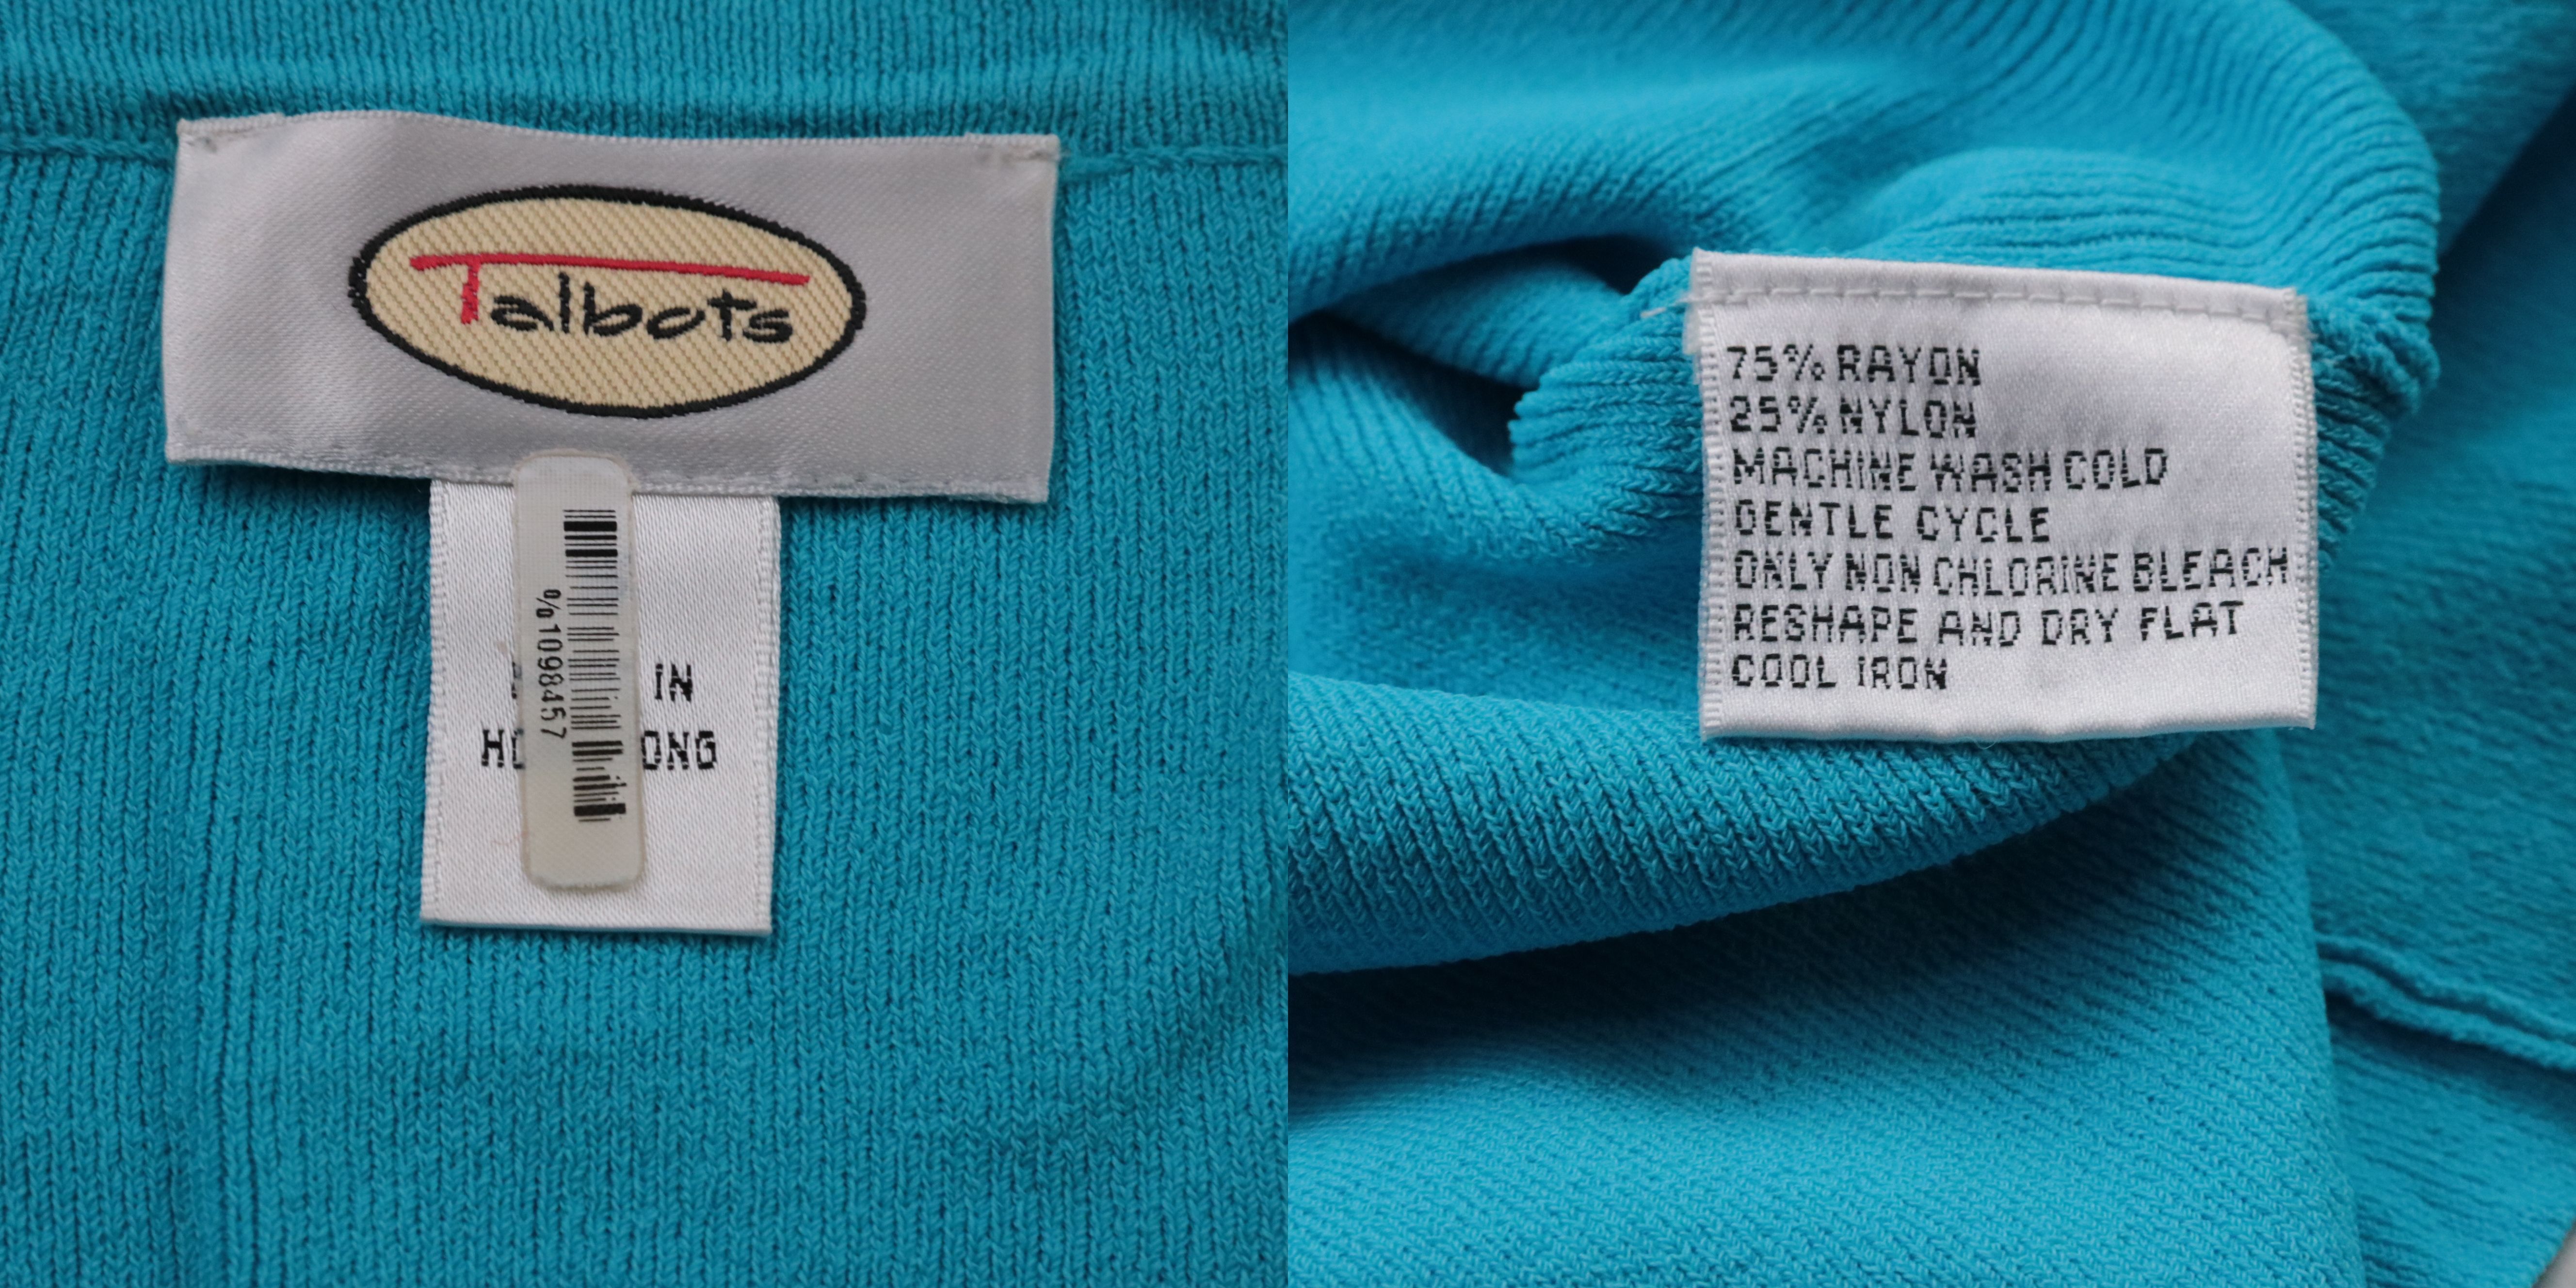 Talbots
%1098457
IN
75% RAYON
25% NYLON
MACHINE WASH COLD
GENTLE CYCLE
ONLY NON CHLORINE BLEACH
RESHAPE AND DRY FLAT
COOL IRON